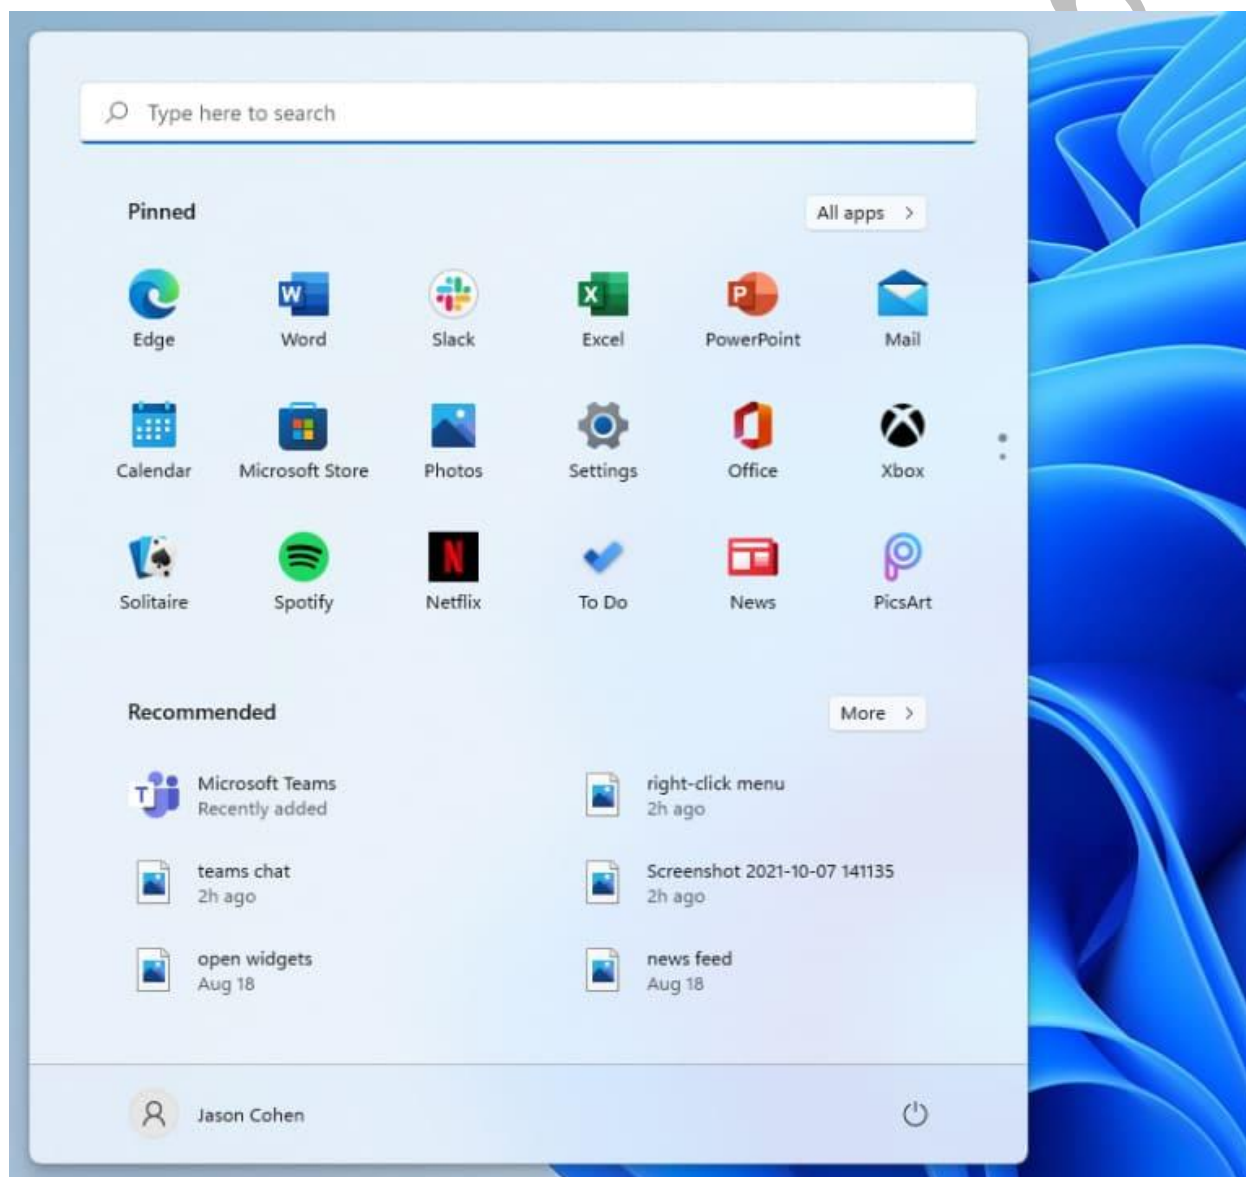 Type here to search
Pinned
All apps >
Edge
Word
Slack
Excel
PowerPoint
Mail
Calendar
Microsoft Store
Photos
Settings
Office
Xbox
Solitaire
Spotify
Netflix
To Do
News
PicsArt
Recommended
More >
Microsoft Teams
Recently added
right-click menu
2h ago
teams chat
2h ago
Screenshot 2021-10-07 141135
2h ago
open widgets
Aug 18
news feed
Aug 18
Jason Cohen